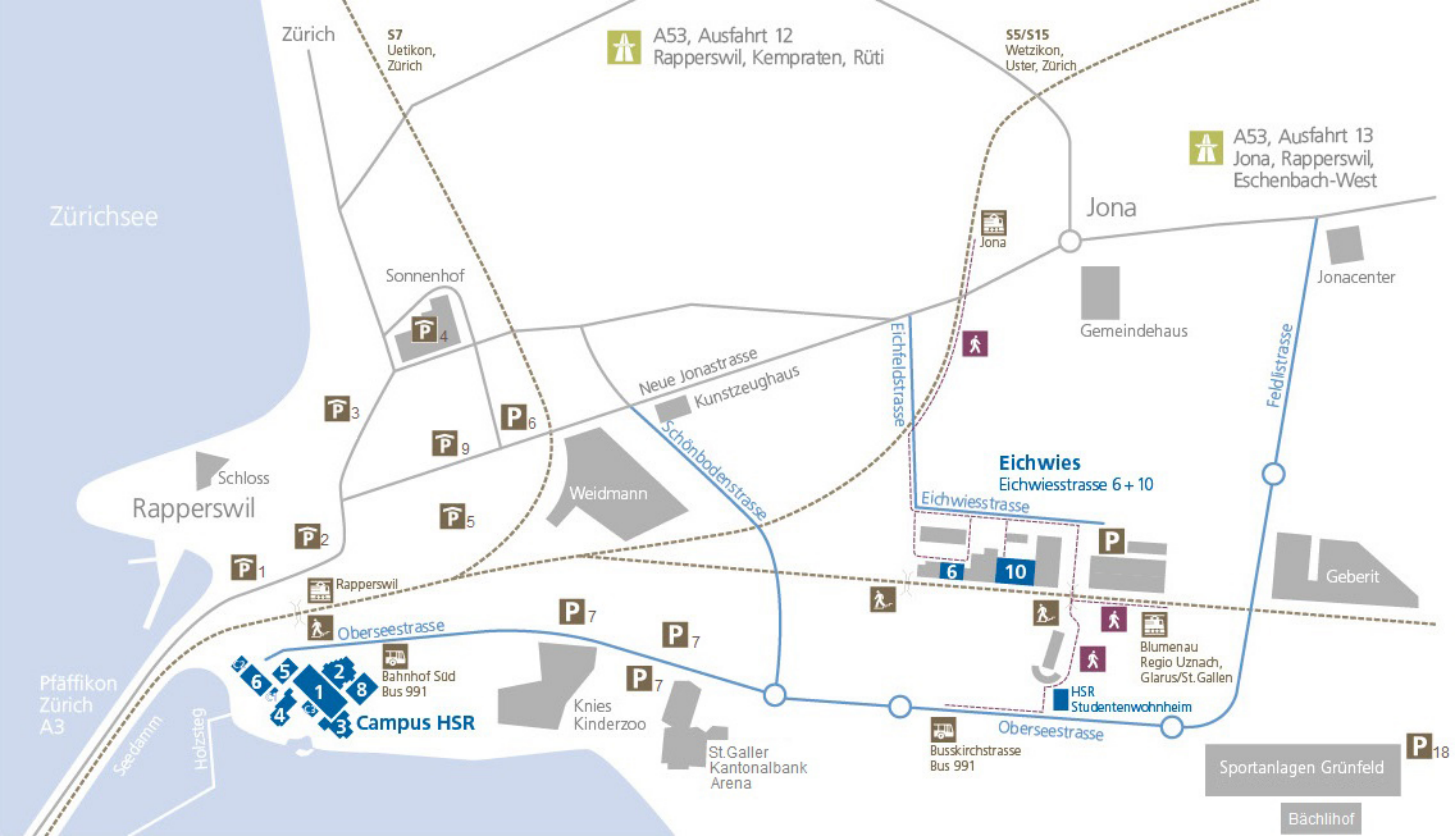 Zürich
S7
Uetikon,
Zürich
A53, Ausfahrt 12
Rapperswil, Kempraten, Rüti
S5/S15
Wetzikon,
Uster, Zürich
A53, Ausfahrt 13
Jona, Rapperswil,
Eschenbach-West
Zürichsee
Jona
Jona
Sonnenhof
P 4
Jonacenter
Gemeindehaus
Eichfeldstrasse
Feldlistrasse
Neue Jonastrasse
Kunstzeughaus
P 3
P 6
P 9
Schönbodenstrasse
Schloss
Rapperswil
Weidmann
Eichwies
Eichwiesstrasse 6 + 10
Eichwiesstrasse
P 5
P 2
P
P 1
6
10
Geberit
Rapperswil
Oberseestrasse
P 7
P 7
P 7
Bahnhof Süd
Bus 991
6
5
1
2
8
4
3
Campus HSR
Blumenau
Regio Uznach,
Glarus/St.Gallen
HSR
Studentenwohnheim
Pfäffikon
Zürich
A3
Seedamm
Holzsteg
Knies
Kinderzoo
St.Galler
Kantonalbank
Arena
Busskirchstrasse
Bus 991
Oberseestrasse
P 18
Sportanlagen Grünfeld
Bächlihof